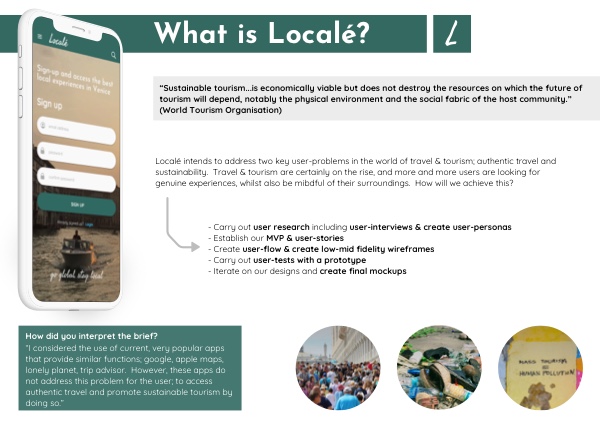 What is Localé?
L
Localé
Sign-up and access the best
local experiences in Venice
Sign up
SIGN UP
go global, stay local
“Sustainable tourism...is economically viable but does not destroy the resources on which the future of
tourism will depend, notably the physical environment and the social fabric of the host community.”
(World Tourism Organisation)
Localé intends to address two key user-problems in the world of travel & tourism; authentic travel and
sustainability. Travel & tourism are certainly on the rise, and more and more users are looking for
genuine experiences, whilst also be mibdful of their surroundings. How will we achieve this?
- Carry out user research including user-interviews & create user-personas
- Establish our MVP & user-stories
- Create user-flow & create low-mid fidelity wireframes
- Carry out user-tests with a prototype
- Iterate on our designs and create final mockups
How did you interpret the brief?
“I considered the use of current, very popular apps
that provide similar functions; google, apple maps,
lonely planet, trip advisor. However, these apps do
not address this problem for the user; to access
authentic travel and promote sustainable tourism by
doing so.”
MASS TOURISM
IS
HUMAN POLLUTION